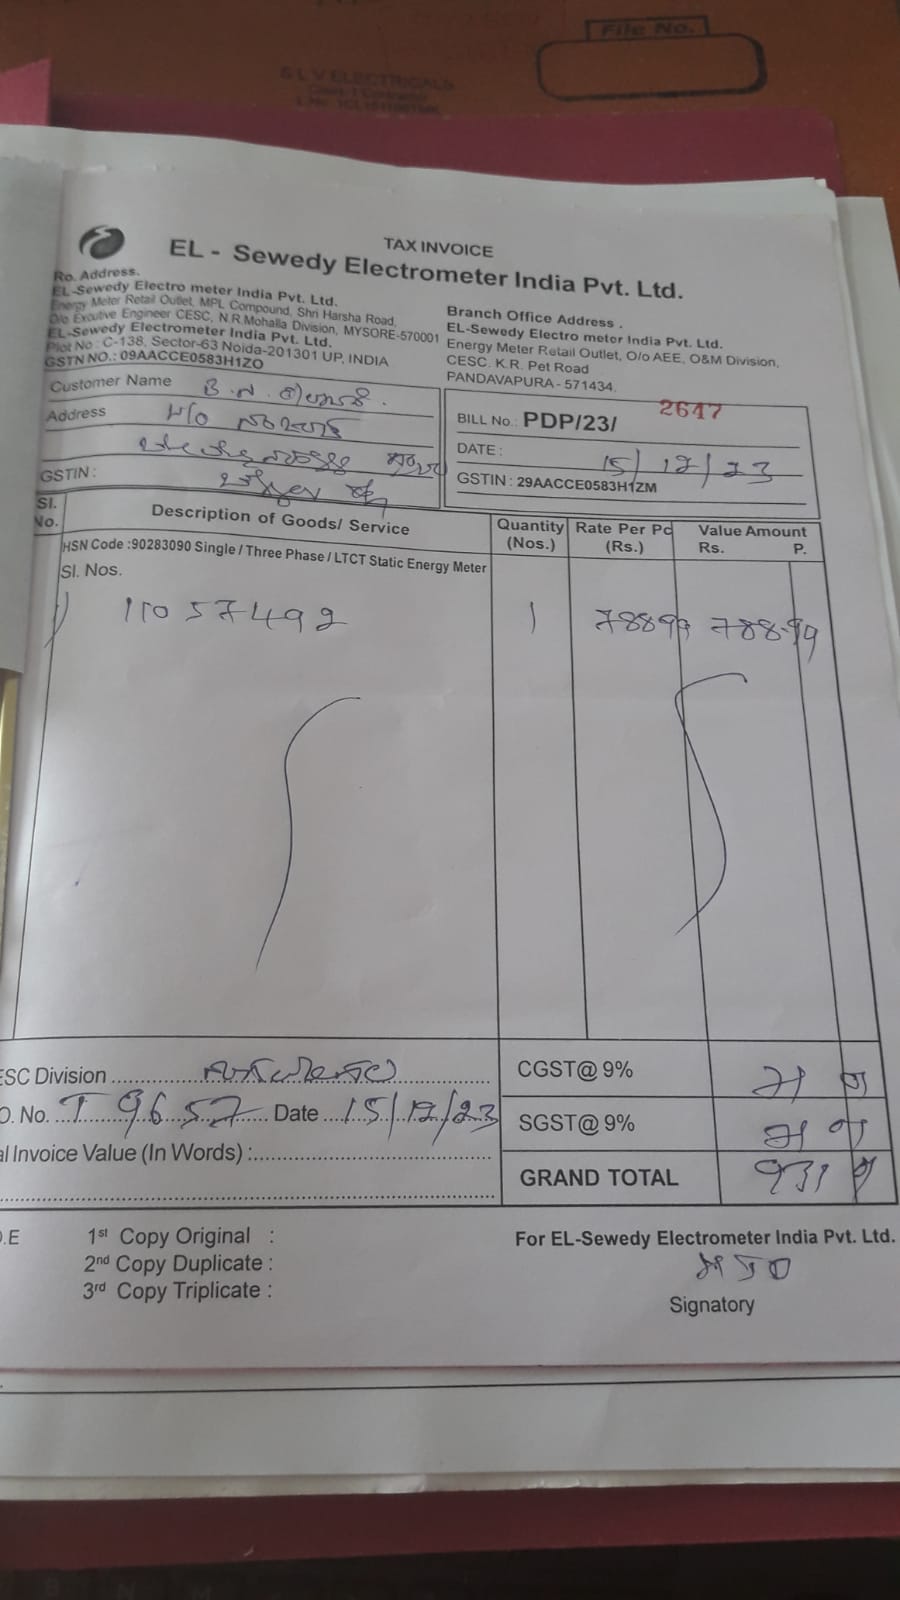 File No.
S L V ELECTRICALS
TAX INVOICE
EL - Sewedy Electrometer India Pvt. Ltd.
Ro. Address.
EL-Sewedy Electro meter India Pvt. Ltd.
Energy Meter Retail Outlet, MPL Compound, Shri Harsha Road,
O/o Excutive Engineer CESC, N.R.Mohalla Division, MYSORE-570001
EL-Sewedy Electrometer India Pvt. Ltd.
Plot No : C-138, Sector-63 Noida-201301 UP, INDIA
GSTN NO.: 09AACCE0583H1ZO
Branch Office Address .
EL-Sewedy Electro meter India Pvt. Ltd.
Energy Meter Retail Outlet, O/o AEE, O&M Division,
CESC. K.R. Pet Road
PANDAVAPURA - 571434.
Customer Name
Address
GSTIN :
BILL No.: PDP/23/ 2647
DATE : 15/12/23
GSTIN : 29AACCE0583H1ZM
Sl. No. Description of Goods/ Service Quantity (Nos.) Rate Per Pc (Rs.) Value Amount Rs. P.
HSN Code :90283090 Single / Three Phase / LTCT Static Energy Meter
Sl. Nos.
1) 11057492 1 788 99 788-99
ESC Division
O. No. T 9657 Date 15/12/23
al Invoice Value (In Words) :
CGST@ 9% 71
SGST@ 9% 71
GRAND TOTAL 931
O.E
1st Copy Original :
2nd Copy Duplicate :
3rd Copy Triplicate :
For EL-Sewedy Electrometer India Pvt. Ltd.
Signatory